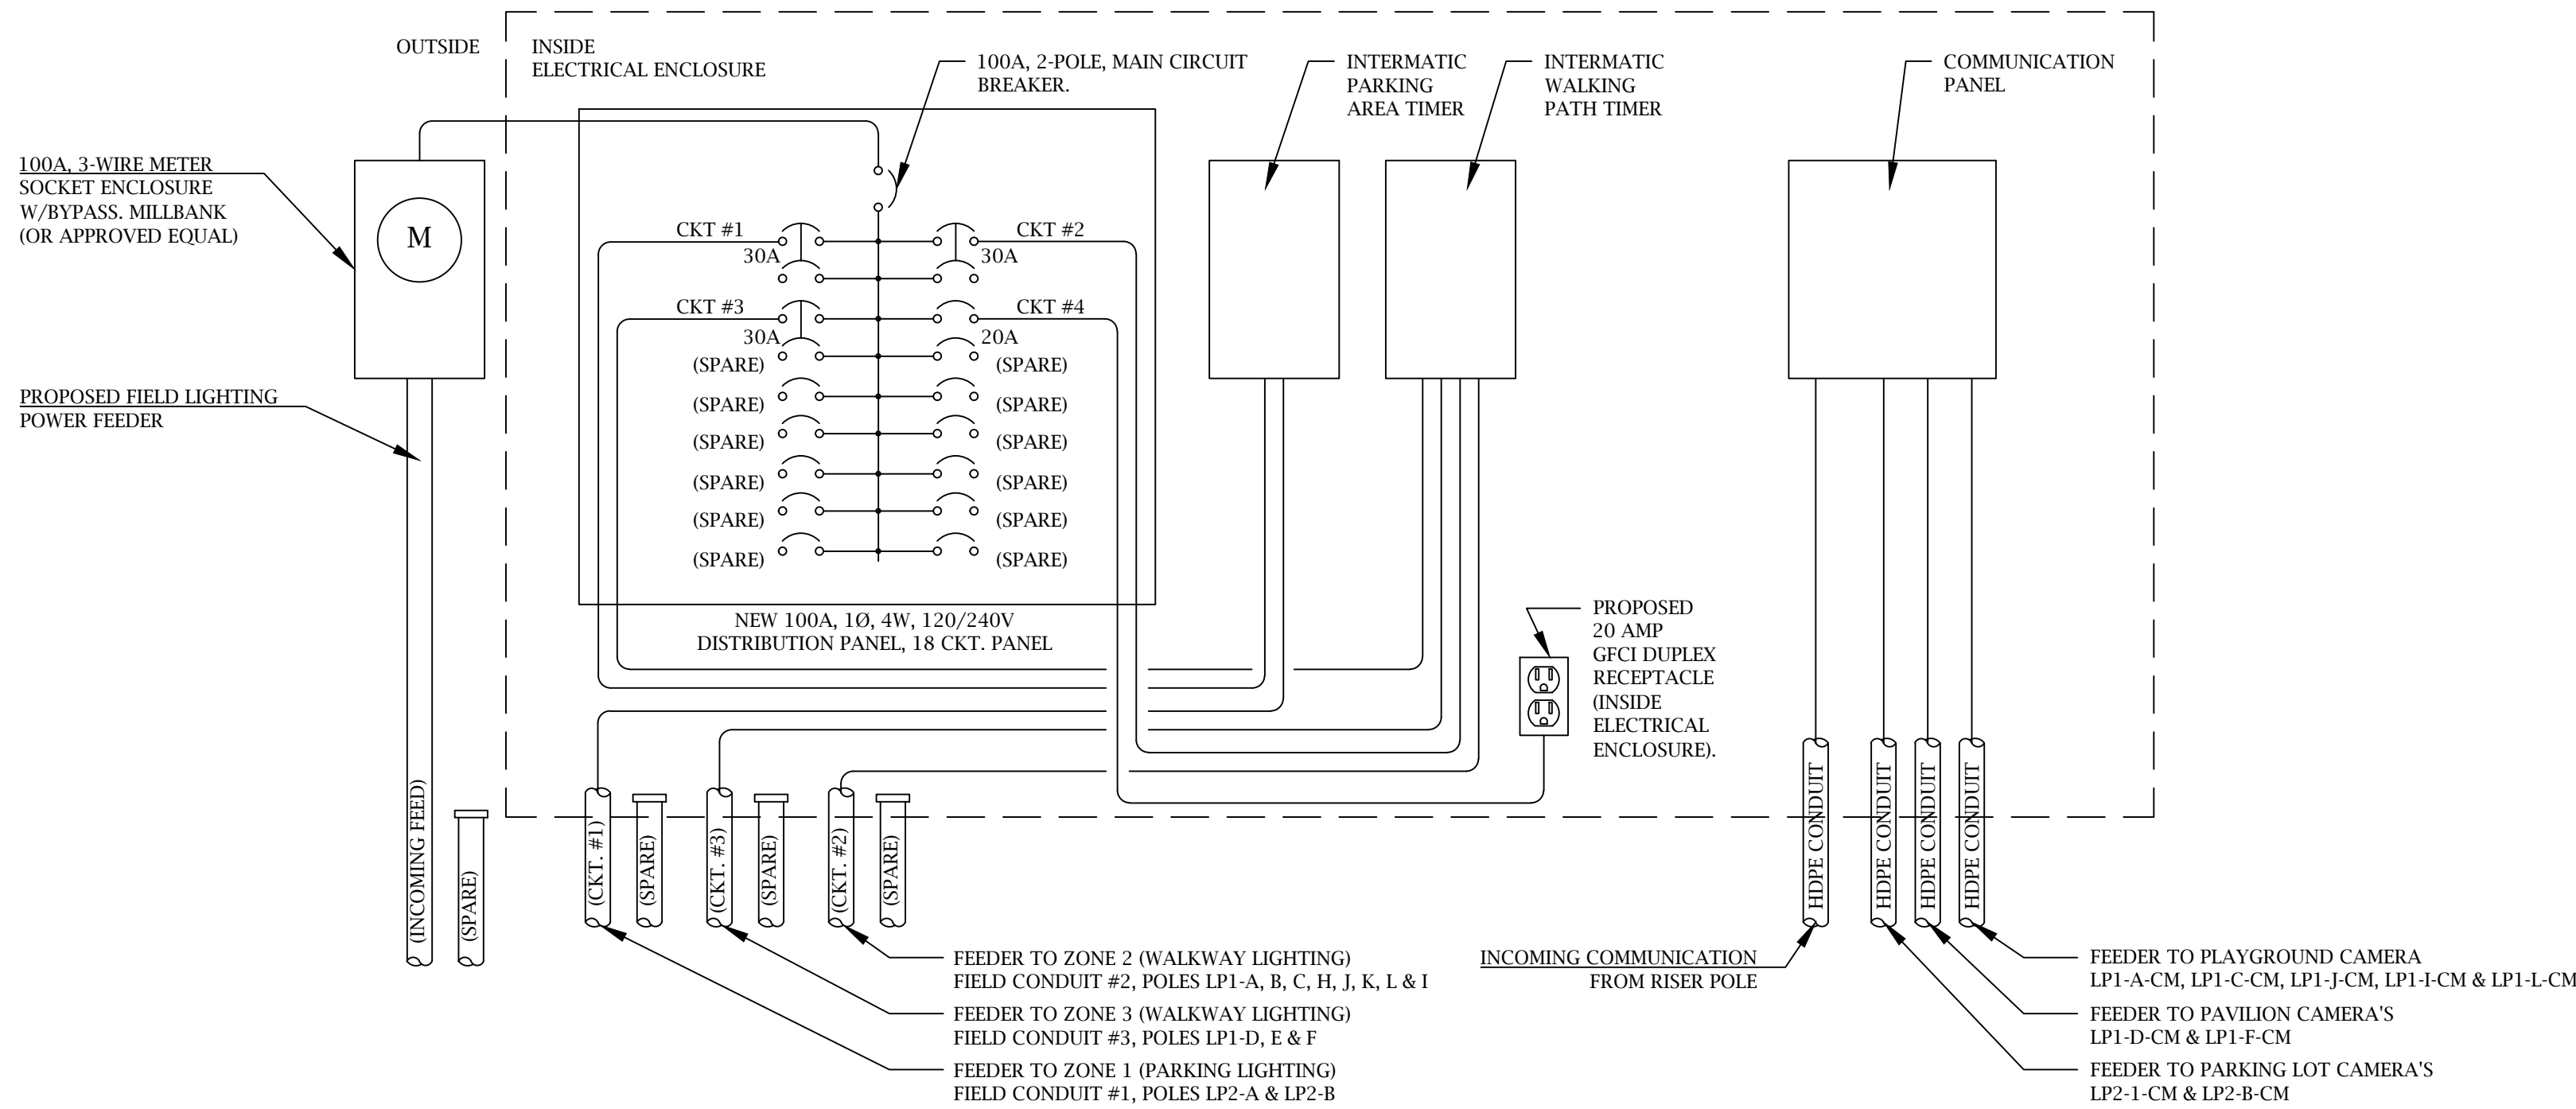 OUTSIDE
INSIDE
ELECTRICAL ENCLOSURE
100A, 2-POLE, MAIN CIRCUIT
BREAKER.
INTERMATIC
PARKING
AREA TIMER
INTERMATIC
WALKING
PATH TIMER
COMMUNICATION
PANEL
100A, 3-WIRE METER
SOCKET ENCLOSURE
W/BYPASS. MILLBANK
(OR APPROVED EQUAL)
M
PROPOSED FIELD LIGHTING
POWER FEEDER
CKT #1
30A
CKT #2
30A
CKT #3
30A
CKT #4
20A
(SPARE)
(SPARE)
(SPARE)
(SPARE)
(SPARE)
(SPARE)
(SPARE)
(SPARE)
(SPARE)
(SPARE)
(SPARE)
(SPARE)
NEW 100A, 1Ø, 4W, 120/240V
DISTRIBUTION PANEL, 18 CKT. PANEL
PROPOSED
20 AMP
GFCI DUPLEX
RECEPTACLE
(INSIDE
ELECTRICAL
ENCLOSURE).
(INCOMING FEED)
(SPARE)
(CKT. #1)
(SPARE)
(CKT. #3)
(SPARE)
(CKT. #2)
(SPARE)
HDPE CONDUIT
HDPE CONDUIT
HDPE CONDUIT
HDPE CONDUIT
FEEDER TO ZONE 2 (WALKWAY LIGHTING)
FIELD CONDUIT #2, POLES LP1-A, B, C, H, J, K, L & I
FEEDER TO ZONE 3 (WALKWAY LIGHTING)
FIELD CONDUIT #3, POLES LP1-D, E & F
FEEDER TO ZONE 1 (PARKING LIGHTING)
FIELD CONDUIT #1, POLES LP2-A & LP2-B
INCOMING COMMUNICATION
FROM RISER POLE
FEEDER TO PLAYGROUND CAMERA
LP1-A-CM, LP1-C-CM, LP1-J-CM, LP1-I-CM & LP1-L-CM
FEEDER TO PAVILION CAMERA'S
LP1-D-CM & LP1-F-CM
FEEDER TO PARKING LOT CAMERA'S
LP2-1-CM & LP2-B-CM